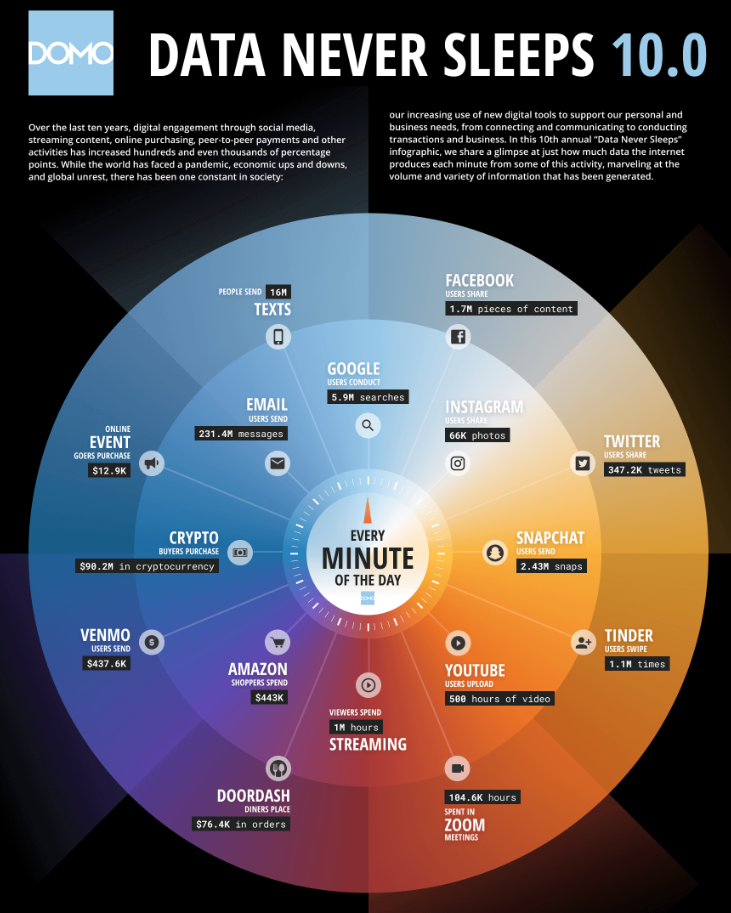 DOMO
DATA NEVER SLEEPS 10.0
Over the last ten years, digital engagement through social media,
streaming content, online purchasing, peer-to-peer payments and other
activities has increased hundreds and even thousands of percentage
points. While the world has faced a pandemic, economic ups and downs,
and global unrest, there has been one constant in society:
our increasing use of new digital tools to support our personal and
business needs, from connecting and communicating to conducting
transactions and business. In this 10th annual "Data Never Sleeps"
infographic, we share a glimpse at just how much data the internet
produces each minute from some of this activity, marveling at the
volume and variety of information that has been generated.
PEOPLE SEND 16M
TEXTS
FACEBOOK
USERS SHARE
1.7M pieces of content
GOOGLE
USERS CONDUCT
5.9M searches
EMAIL
USERS SEND
231.4M messages
INSTAGRAM
USERS SHARE
66K photos
ONLINE
EVENT
GOERS PURCHASE
$12.9K
TWITTER
USERS SHARE
347.2K tweets
CRYPTO
BUYERS PURCHASE
$90.2M in cryptocurrency
EVERY
MINUTE
OF THE DAY
DOMO
SNAPCHAT
USERS SEND
2.43M snaps
VENMO
USERS SEND
$437.6K
TINDER
USERS SWIPE
1.1M times
AMAZON
SHOPPERS SPEND
$443K
YOUTUBE
USERS UPLOAD
500 hours of video
VIEWERS SPEND
1M hours
STREAMING
DOORDASH
DINERS PLACE
$76.4K in orders
104.6K hours
SPENT IN
ZOOM
MEETINGS